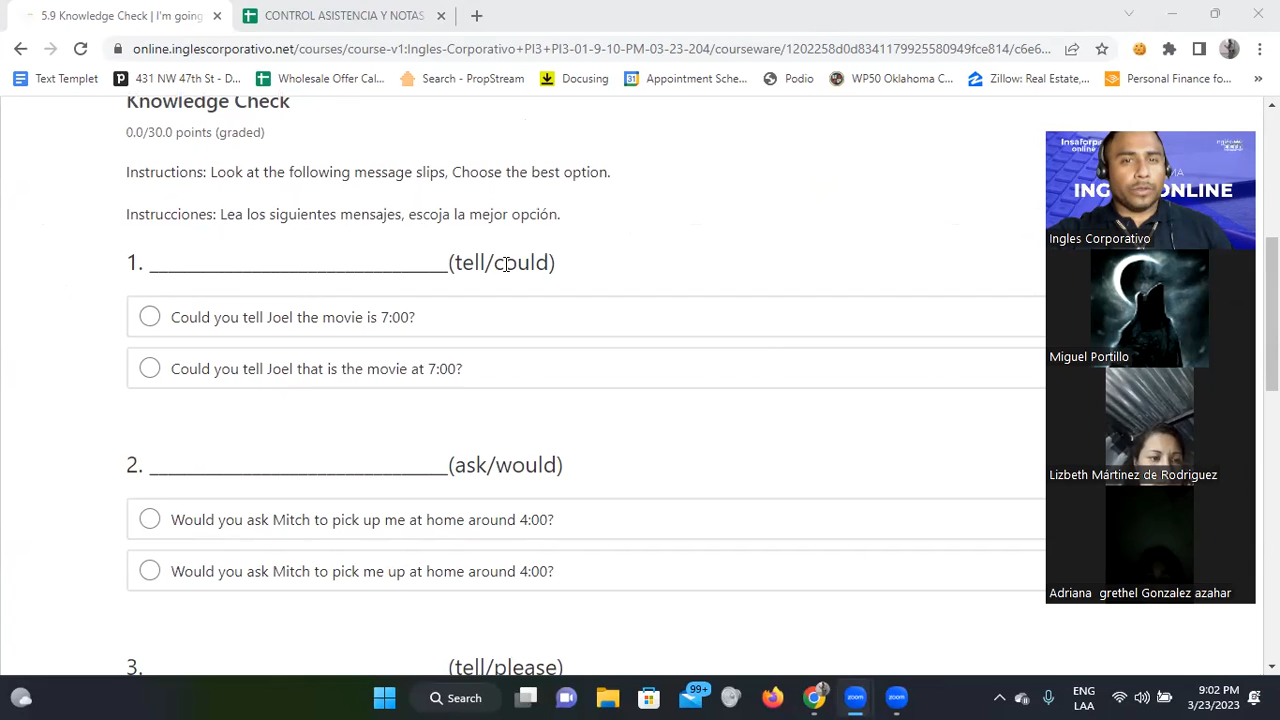 5.9 Knowledge Check | I'm going
CONTROL ASISTENCIA Y NOTAS
online.inglescorporativo.net/courses/course-v1:Ingles-Corporativo+PI3+PI3-01-9-10-PM-03-23-204/courseware/1202258d0d8341179925580949fce814/c6e6...
Text Templet
431 NW 47th St - D...
Wholesale Offer Cal...
Search - PropStream
Docusing
Appointment Sche...
Podio
WP50 Oklahoma C...
Zillow: Real Estate,...
Personal Finance fo...
Knowledge Check
0.0/30.0 points (graded)
Instructions: Look at the following message slips, Choose the best option.
Instrucciones: Lea los siguientes mensajes, escoja la mejor opción.
1. ______________________________(tell/could)
Could you tell Joel the movie is 7:00?
Could you tell Joel that is the movie at 7:00?
2. ______________________________(ask/would)
Would you ask Mitch to pick up me at home around 4:00?
Would you ask Mitch to pick me up at home around 4:00?
3. ______________________________(tell/please)
Insaforp
online
ING
ONLINE
Ingles Corporativo
Miguel Portillo
Lizbeth Mártinez de Rodriguez
Adriana grethel Gonzalez azahar
Search
99+
ENG
LAA
9:02 PM
3/23/2023